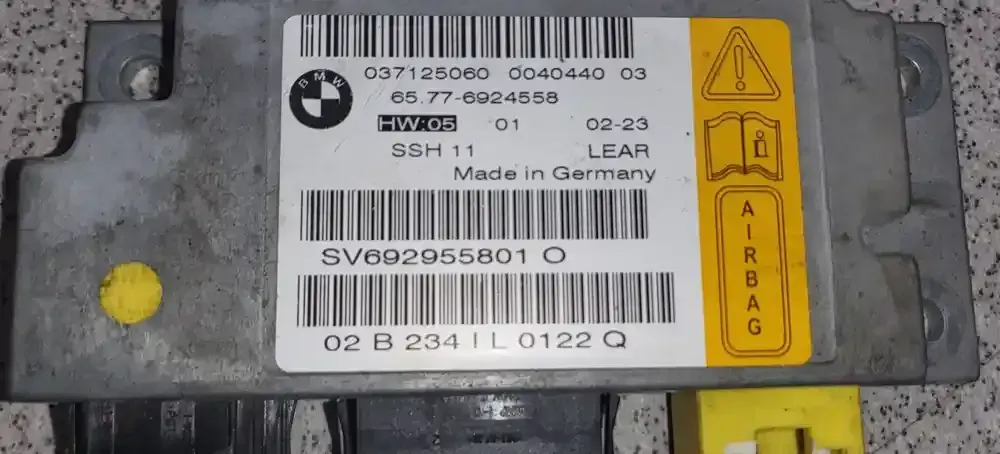 037125060 0040440 03
BMW
65.77-6924558
HW:05 01 02-23
SSH 11 LEAR
Made in Germany
SV692955801 O
02 B 234 I L 0122 Q
i
AIRBAG